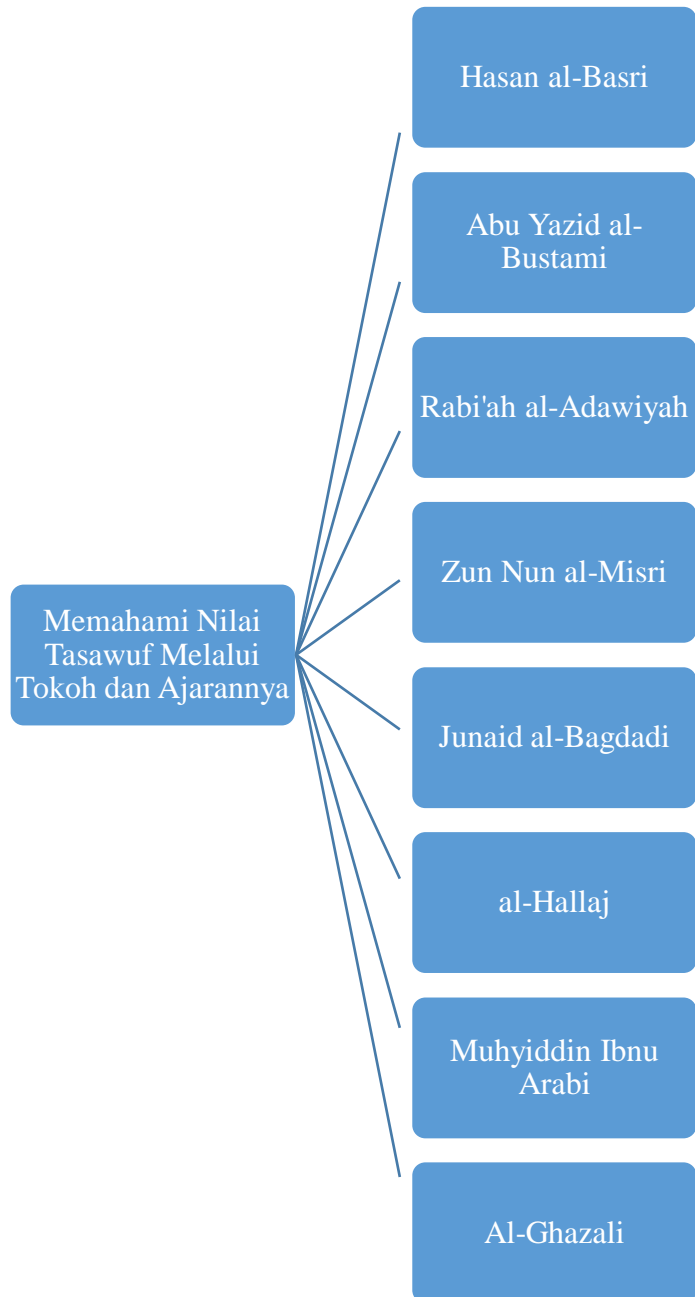 Hasan al-Basri
Abu Yazid al-
Bustami
Rabi'ah al-Adawiyah
Zun Nun al-Misri
Memahami Nilai
Tasawuf Melalui
Tokoh dan Ajarannya
Junaid al-Bagdadi
al-Hallaj
Muhyiddin Ibnu
Arabi
Al-Ghazali